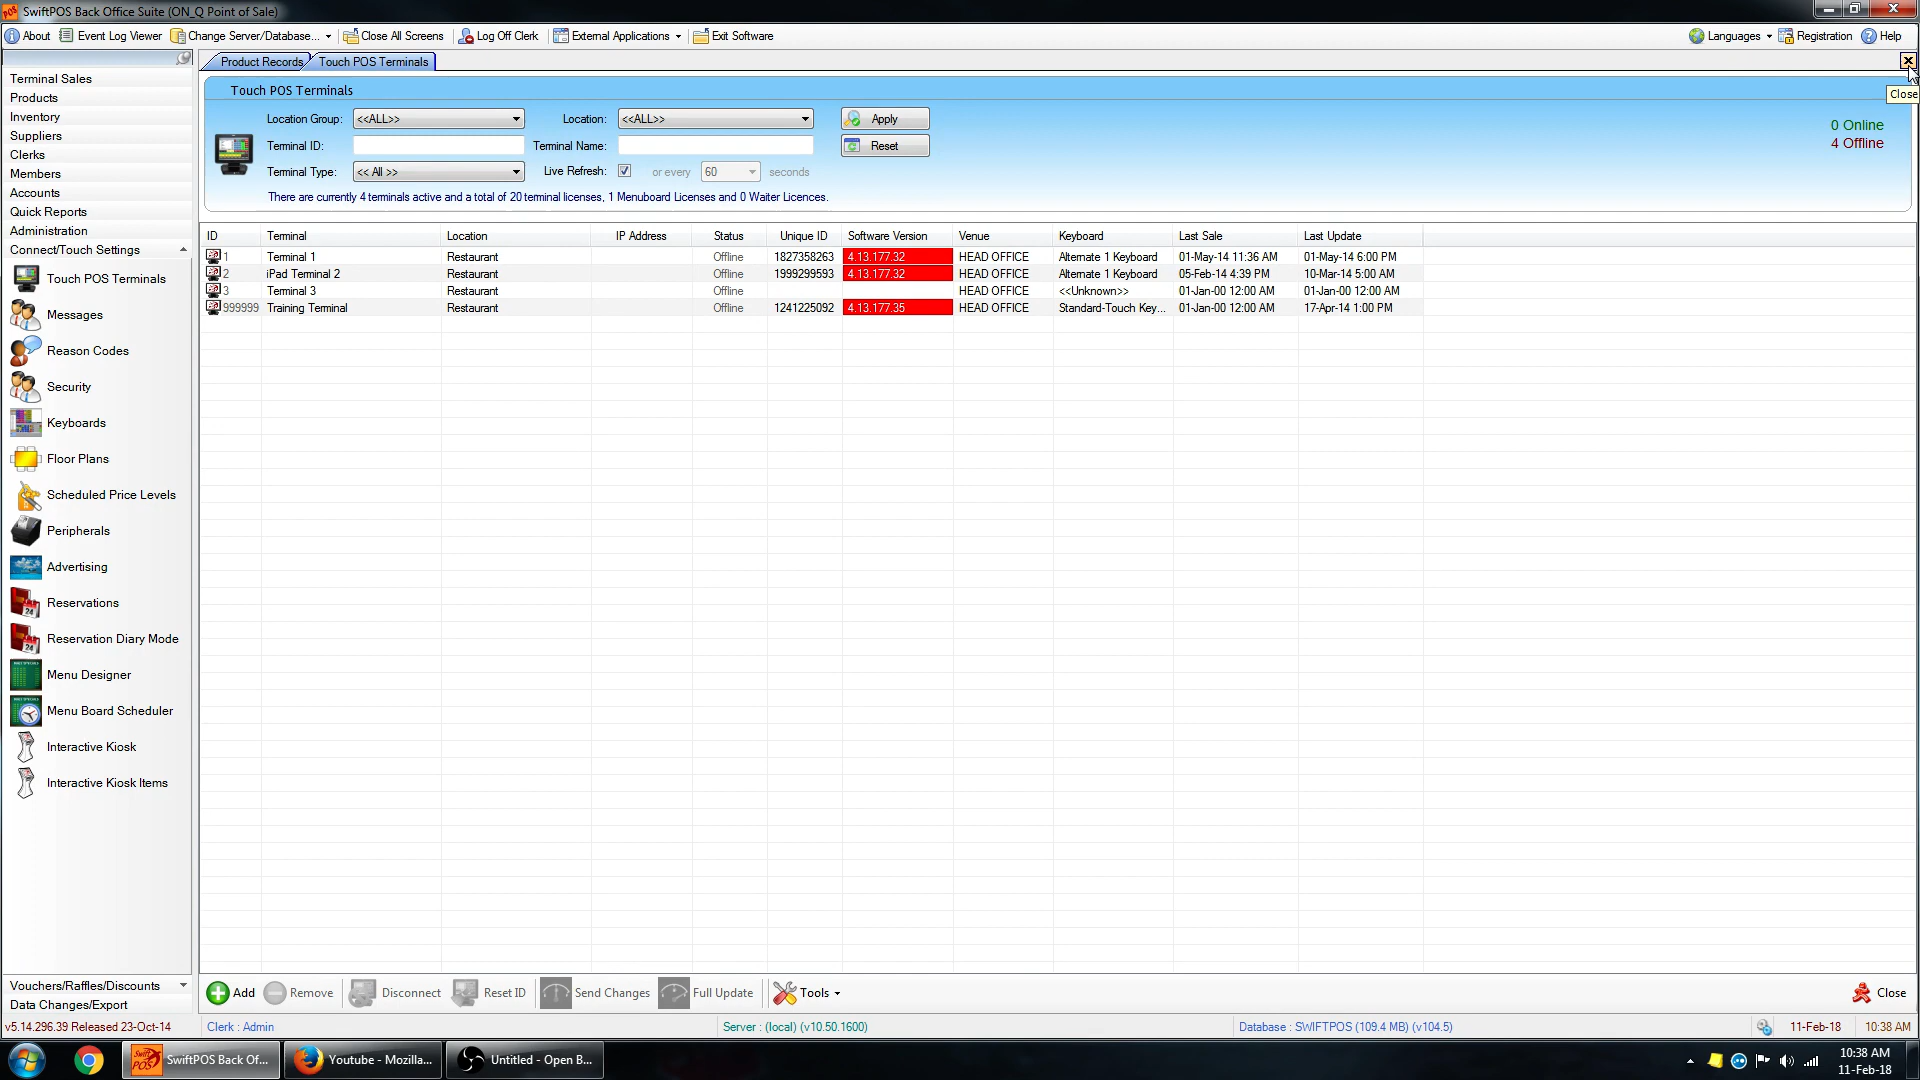 SwiftPOS Back Office Suite (ON_Q Point of Sale)
About Event Log Viewer Change Server/Database... Close All Screens Log Off Clerk External Applications Exit Software Languages Registration Help
Product Records Touch POS Terminals
Close
Terminal Sales
Products
Inventory
Suppliers
Clerks
Members
Accounts
Quick Reports
Administration
Connect/Touch Settings
Touch POS Terminals
Messages
Reason Codes
Security
Keyboards
Floor Plans
Scheduled Price Levels
Peripherals
Advertising
Reservations
Reservation Diary Mode
Menu Designer
Menu Board Scheduler
Interactive Kiosk
Interactive Kiosk Items
Vouchers/Raffles/Discounts
Data Changes/Export
Touch POS Terminals
Location Group: <<ALL>> Location: <<ALL>> Apply
Terminal ID: Terminal Name: Reset
Terminal Type: << All >> Live Refresh: or every 60 seconds
There are currently 4 terminals active and a total of 20 terminal licenses, 1 Menuboard Licenses and 0 Waiter Licences.
0 Online
4 Offline
ID Terminal Location IP Address Status Unique ID Software Version Venue Keyboard Last Sale Last Update
1 Terminal 1 Restaurant Offline 1827358263 4.13.177.32 HEAD OFFICE Alternate 1 Keyboard 01-May-14 11:36 AM 01-May-14 6:00 PM
2 iPad Terminal 2 Restaurant Offline 1999299593 4.13.177.32 HEAD OFFICE Alternate 1 Keyboard 05-Feb-14 4:39 PM 10-Mar-14 5:00 AM
3 Terminal 3 Restaurant Offline HEAD OFFICE <<Unknown>> 01-Jan-00 12:00 AM 01-Jan-00 12:00 AM
999999 Training Terminal Restaurant Offline 1241225092 4.13.177.35 HEAD OFFICE Standard-Touch Key... 01-Jan-00 12:00 AM 17-Apr-14 1:00 PM
Add Remove Disconnect Reset ID Send Changes Full Update Tools Close
v5.14.296.39 Released 23-Oct-14 Clerk : Admin Server : (local) (v10.50.1600) Database : SWIFTPOS (109.4 MB) (v104.5) 11-Feb-18 10:38 AM
SwiftPOS Back Of... Youtube - Mozilla... Untitled - Open B... 10:38 AM
11-Feb-18